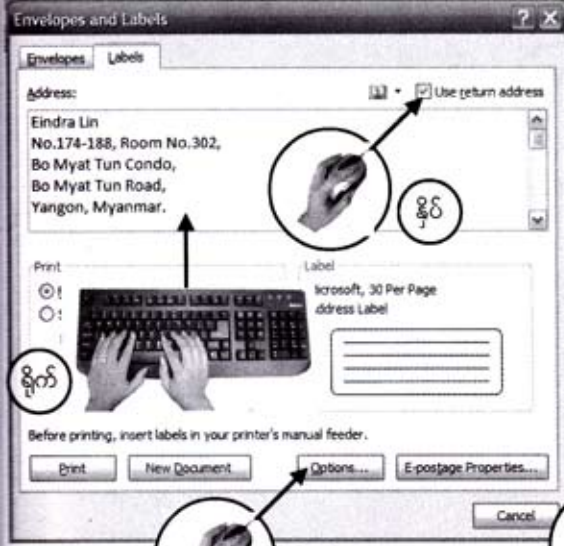 Envelopes and Labels
Envelopes Labels
Address:
Use return address
Eindra Lin
No.174-188, Room No.302,
Bo Myat Tun Condo,
Bo Myat Tun Road,
Yangon, Myanmar.
နှိပ်
Print
Label
icrosoft, 30 Per Page
ddress Label
ရိုက်
Before printing, insert labels in your printer's manual feeder.
Print New Document Options... E-postage Properties...
Cancel